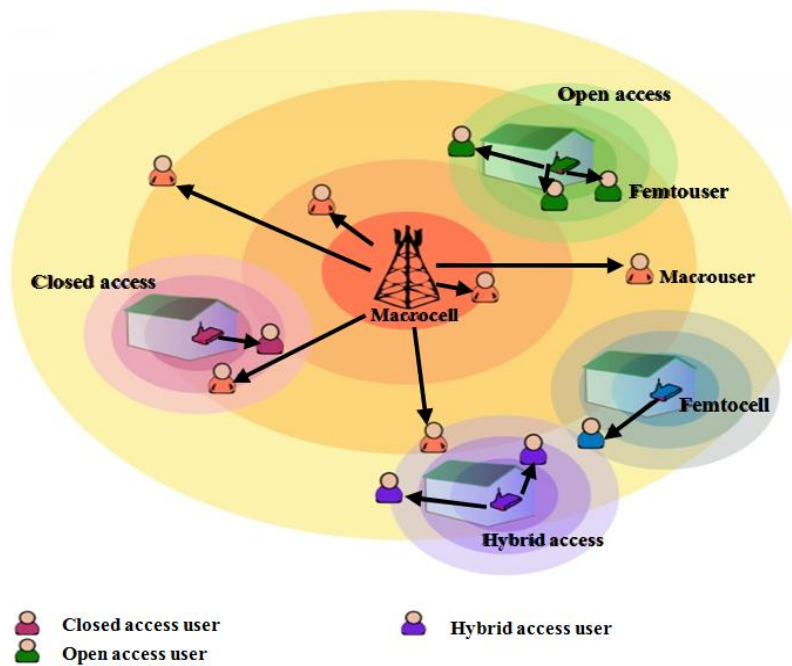 Open access
Femtouser
Closed access
Macrouser
Macrocell
Femtocell
Hybrid access
Closed access user
Hybrid access user
Open access user